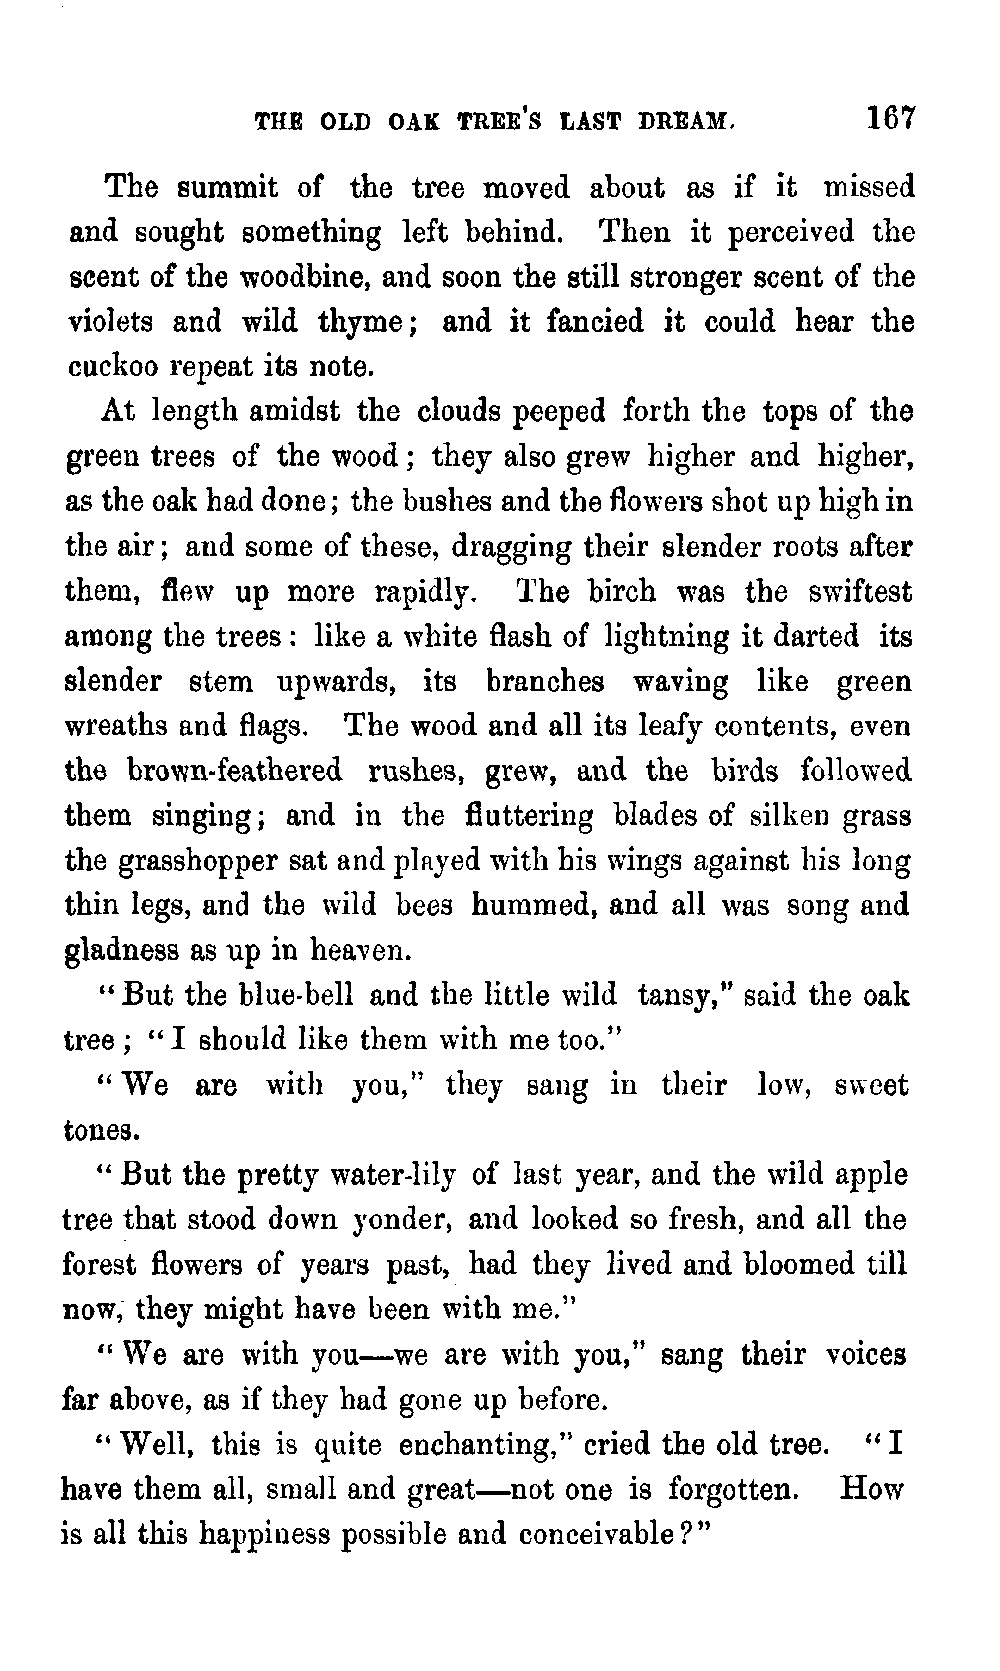 THE OLD OAK TREE'S LAST DREAM. 167
The summit of the tree moved about as if it missed
and sought something left behind. Then it perceived the
scent of the woodbine, and soon the still stronger scent of the
violets and wild thyme; and it fancied it could hear the
cuckoo repeat its note.
At length amidst the clouds peeped forth the tops of the
green trees of the wood; they also grew higher and higher,
as the oak had done; the bushes and the flowers shot up high in
the air; and some of these, dragging their slender roots after
them, flew up more rapidly. The birch was the swiftest
among the trees: like a white flash of lightning it darted its
slender stem upwards, its branches waving like green
wreaths and flags. The wood and all its leafy contents, even
the brown-feathered rushes, grew, and the birds followed
them singing; and in the fluttering blades of silken grass
the grasshopper sat and played with his wings against his long
thin legs, and the wild bees hummed, and all was song and
gladness as up in heaven.
"But the blue-bell and the little wild tansy," said the oak
tree; "I should like them with me too."
"We are with you," they sang in their low, sweet
tones.
"But the pretty water-lily of last year, and the wild apple
tree that stood down yonder, and looked so fresh, and all the
forest flowers of years past, had they lived and bloomed till
now, they might have been with me."
"We are with you—we are with you," sang their voices
far above, as if they had gone up before.
"Well, this is quite enchanting," cried the old tree. "I
have them all, small and great—not one is forgotten. How
is all this happiness possible and conceivable?"